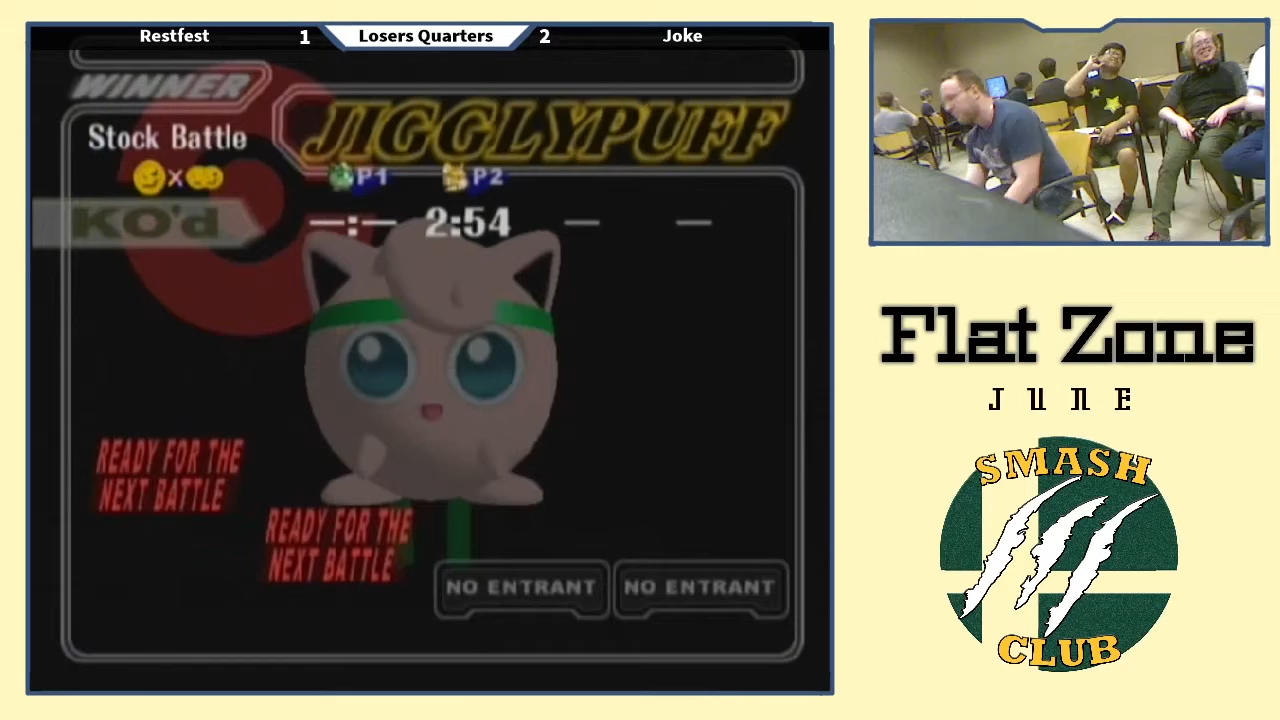 Restfest 1 Losers Quarters 2 Joke
WINNER
JIGGLYPUFF
Stock Battle
P1 P2
X
KO'd
—:— 2:54 — —
READY FOR THE
NEXT BATTLE
READY FOR THE
NEXT BATTLE
NO ENTRANT NO ENTRANT
Flat Zone
JUNE
SMASH
CLUB